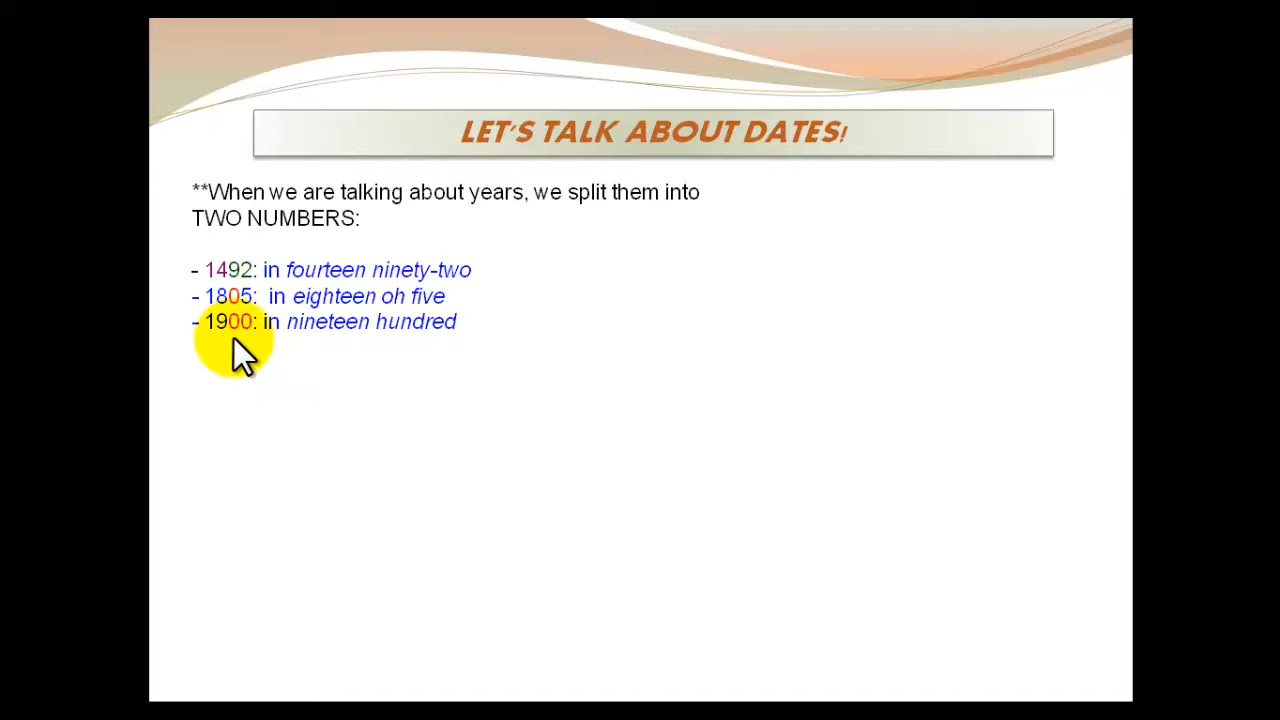 LET'S TALK ABOUT DATES!
**When we are talking about years, we split them into
TWO NUMBERS:
- 1492: in fourteen ninety-two
- 1805:  in eighteen oh five
- 1900: in nineteen hundred